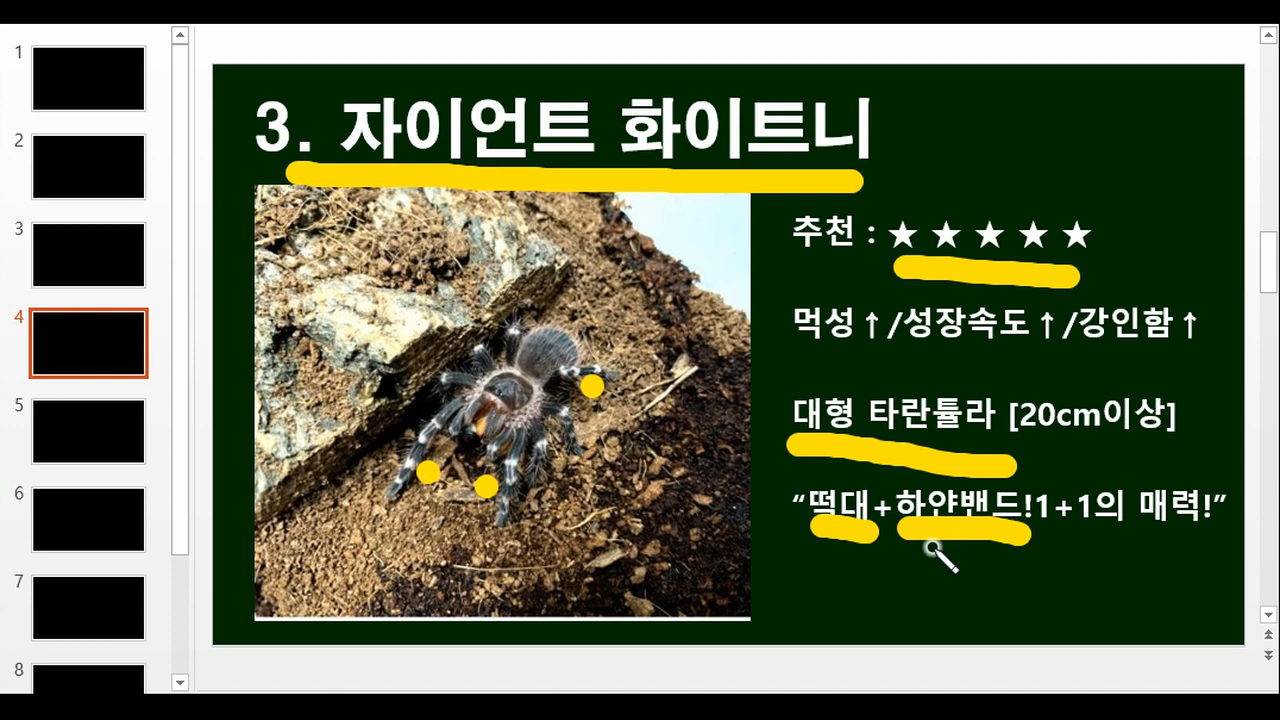 1
2
3
4
5
6
7
8
3. 자이언트 화이트니
추천 : ★ ★ ★ ★ ★
먹성↑/성장속도↑/강인함↑
대형 타란튤라 [20cm이상]
“떡대+하얀밴드!1+1의 매력!”